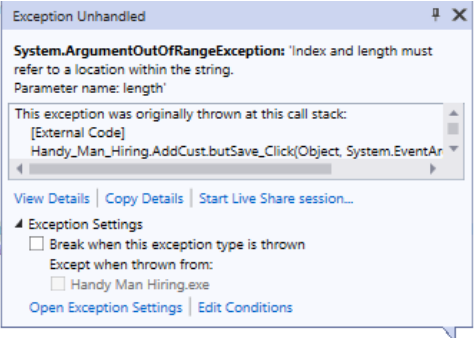 Exception Unhandled
System.ArgumentOutOfRangeException: 'Index and length must
refer to a location within the string.
Parameter name: length'
This exception was originally thrown at this call stack:
[External Code]
Handy_Man_Hiring.AddCust.butSave_Click(Object, System.EventAr
View Details | Copy Details | Start Live Share session...
Exception Settings
Break when this exception type is thrown
Except when thrown from:
Handy Man Hiring.exe
Open Exception Settings | Edit Conditions